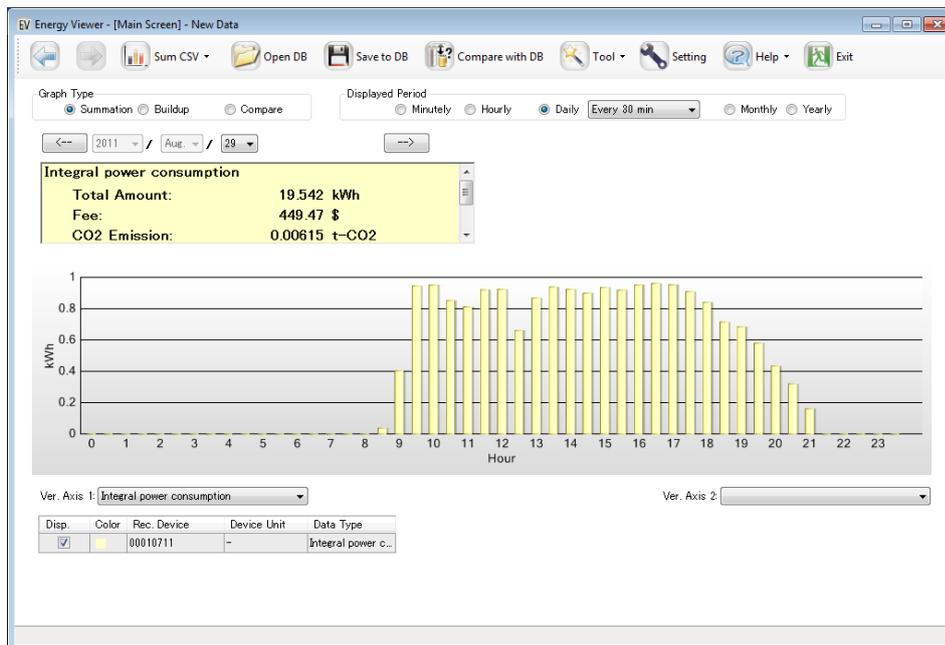 EV Energy Viewer - [Main Screen] - New Data
Sum CSV Open DB Save to DB Compare with DB Tool Setting Help Exit
Graph Type Displayed Period
Summation Buildup Compare Minutely Hourly Daily Every 30 min Monthly Yearly
<-- 2011 / Aug. / 29 -->
Integral power consumption
Total Amount: 19.542 kWh
Fee: 449.47 $
CO2 Emission: 0.00615 t-CO2
1
0.8
0.6
0.4
0.2
0
kWh
0 1 2 3 4 5 6 7 8 9 10 11 12 13 14 15 16 17 18 19 20 21 22 23
Hour
Ver. Axis 1: Integral power consumption Ver. Axis 2:
Disp. Color Rec. Device Device Unit Data Type
00010711 - Integral power c...